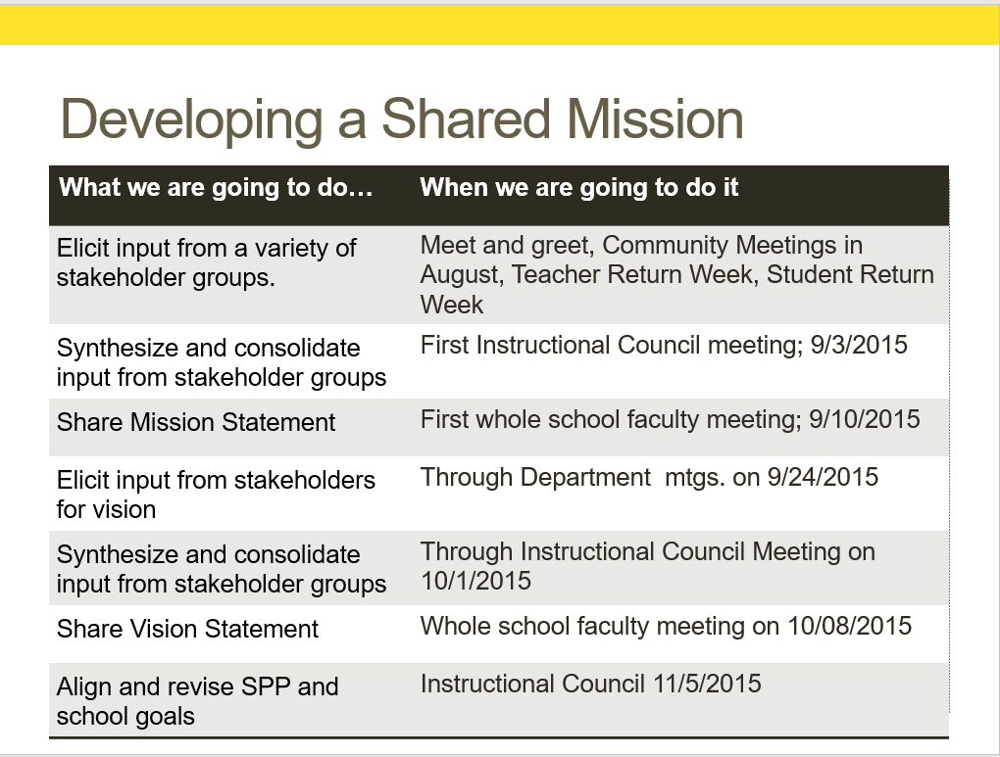 Developing a Shared Mission
What we are going to do… When we are going to do it
Elicit input from a variety of
stakeholder groups.
Meet and greet, Community Meetings in
August, Teacher Return Week, Student Return
Week
Synthesize and consolidate
input from stakeholder groups
First Instructional Council meeting; 9/3/2015
Share Mission Statement
First whole school faculty meeting; 9/10/2015
Elicit input from stakeholders
for vision
Through Department  mtgs. on 9/24/2015
Synthesize and consolidate
input from stakeholder groups
Through Instructional Council Meeting on
10/1/2015
Share Vision Statement
Whole school faculty meeting on 10/08/2015
Align and revise SPP and
school goals
Instructional Council 11/5/2015